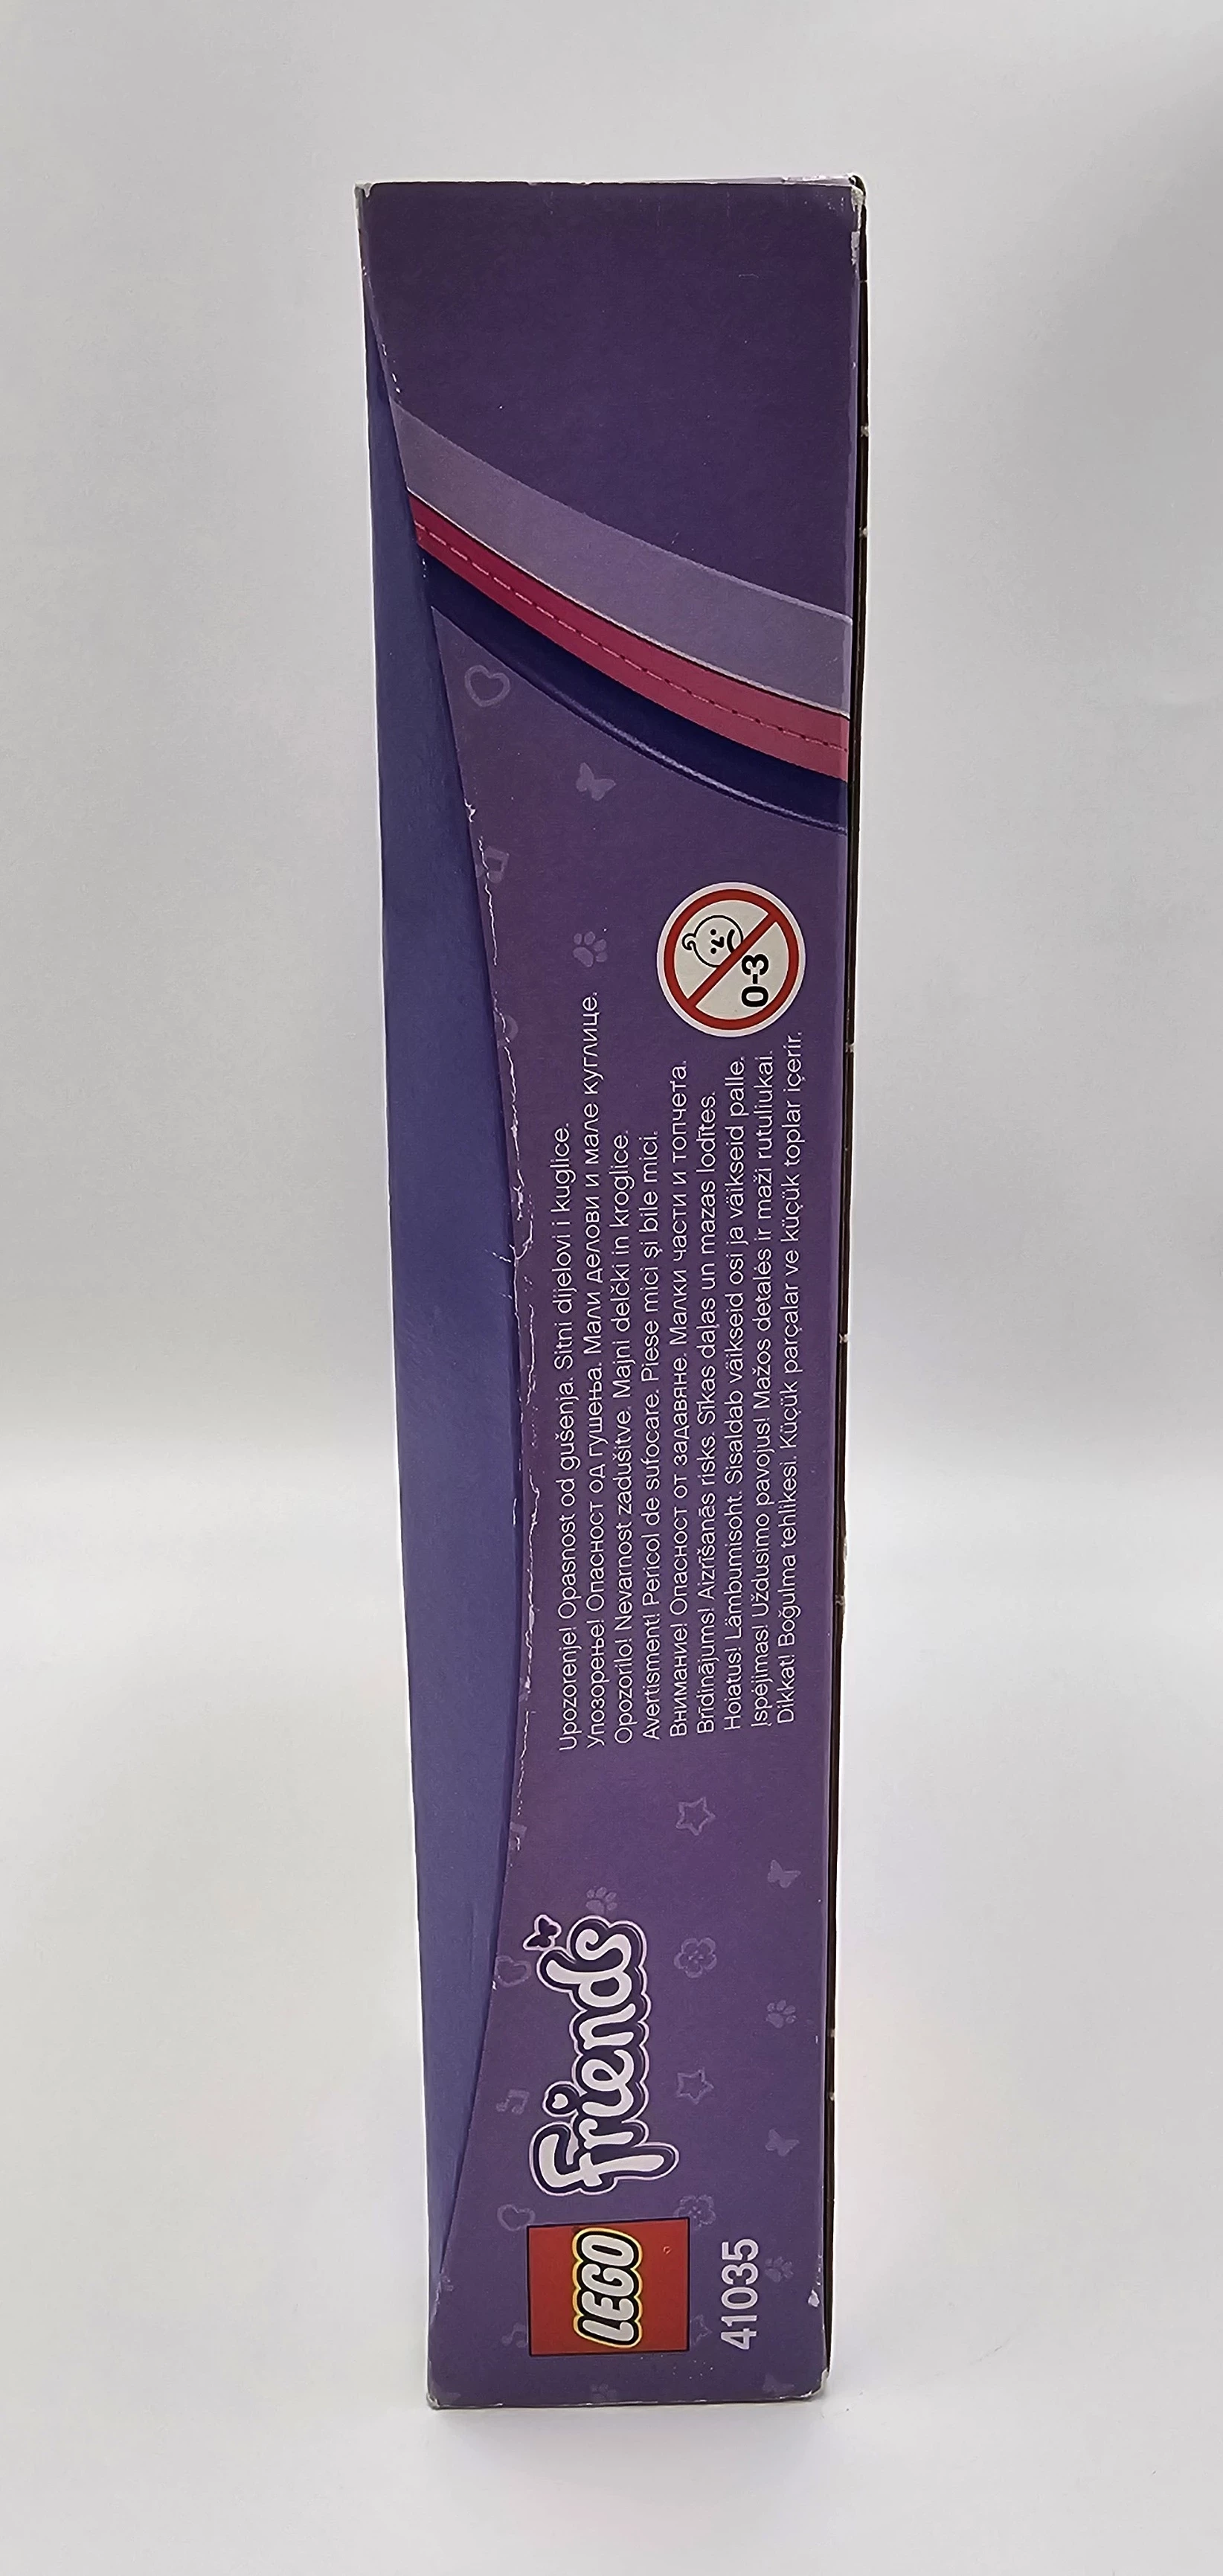 LEGO
Friends
41035
Upozorenje! Opasnost od gušenja. Sitni dijelovi i kuglice.
Упозорење! Опасност од гушења. Мали делови и мале куглице.
Opozorilo! Nevarnost zadušitve. Majni delčki in kroglice.
Avertisment! Pericol de sufocare. Piese mici și bile mici.
Внимание! Опасност от задавяне. Малки части и топчета.
Brīdinājums! Aizrīšanās risks. Sīkas daļas un mazas lodītes.
Hoiatus! Lämbumisoht. Sisaldab väikseid osi ja väikseid palle.
Įspėjimas! Uždusimo pavojus! Mažos detalės ir maži rutuliukai.
Dikkat! Boğulma tehlikesi. Küçük parçalar ve küçük toplar içerir.
0-3